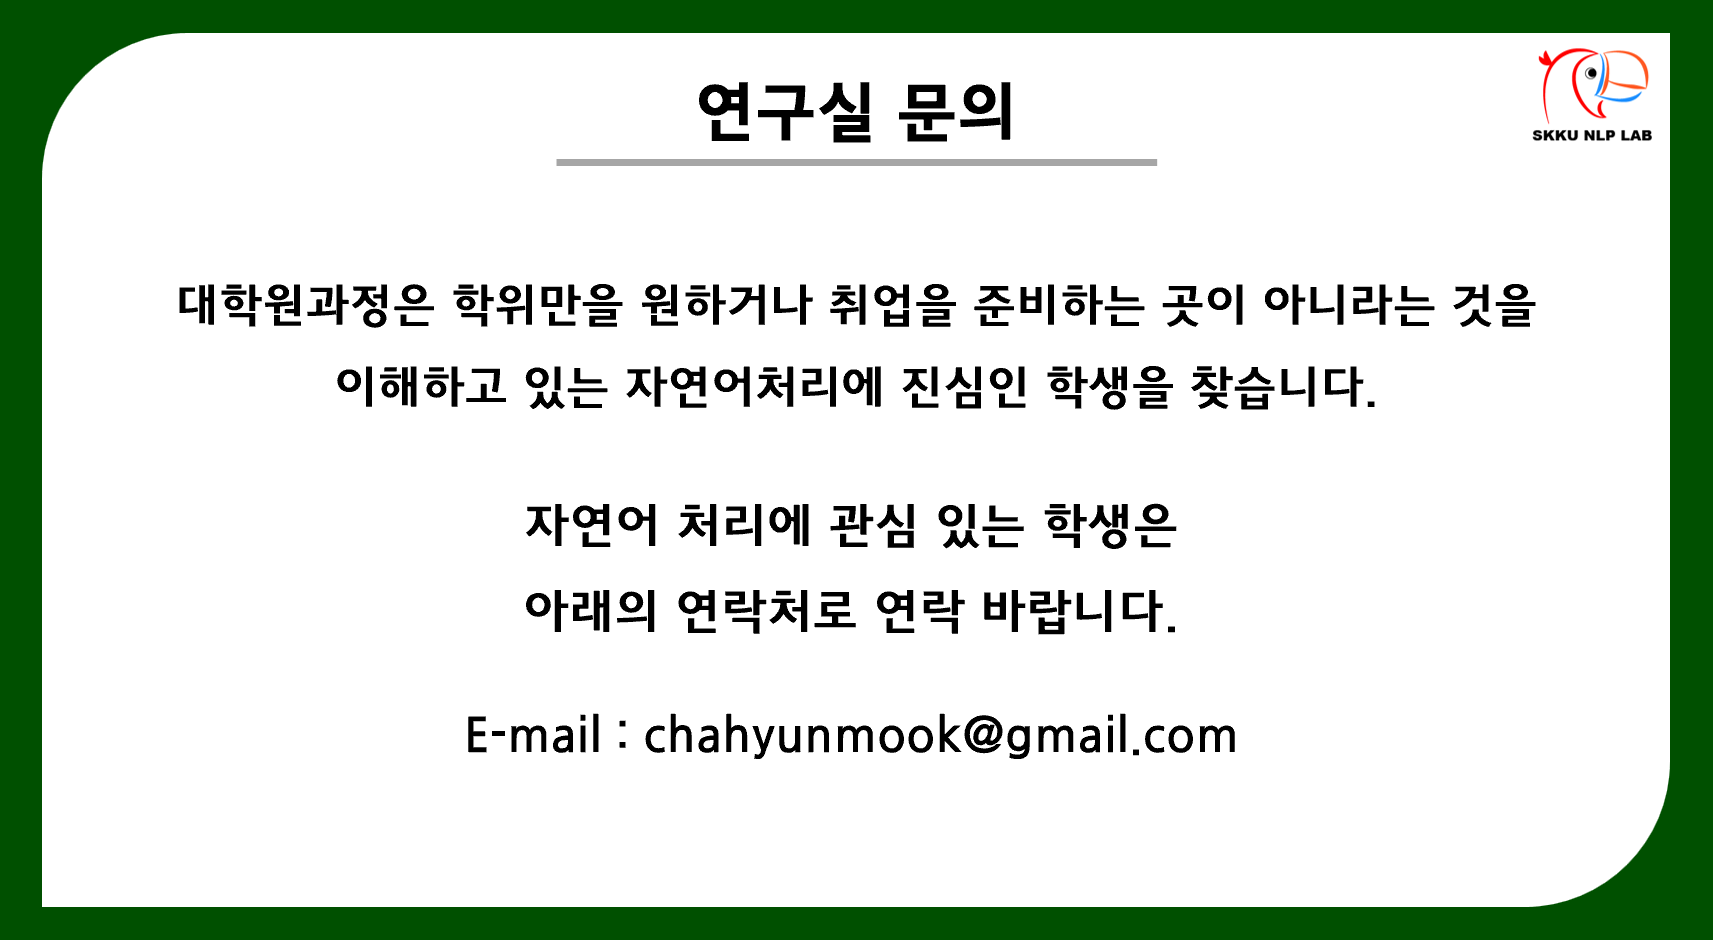 연구실 문의
SKKU NLP LAB
대학원과정은 학위만을 원하거나 취업을 준비하는 곳이 아니라는 것을
이해하고 있는 자연어처리에 진심인 학생을 찾습니다.
자연어 처리에 관심 있는 학생은
아래의 연락처로 연락 바랍니다.
E-mail : chahyunmook@gmail.com